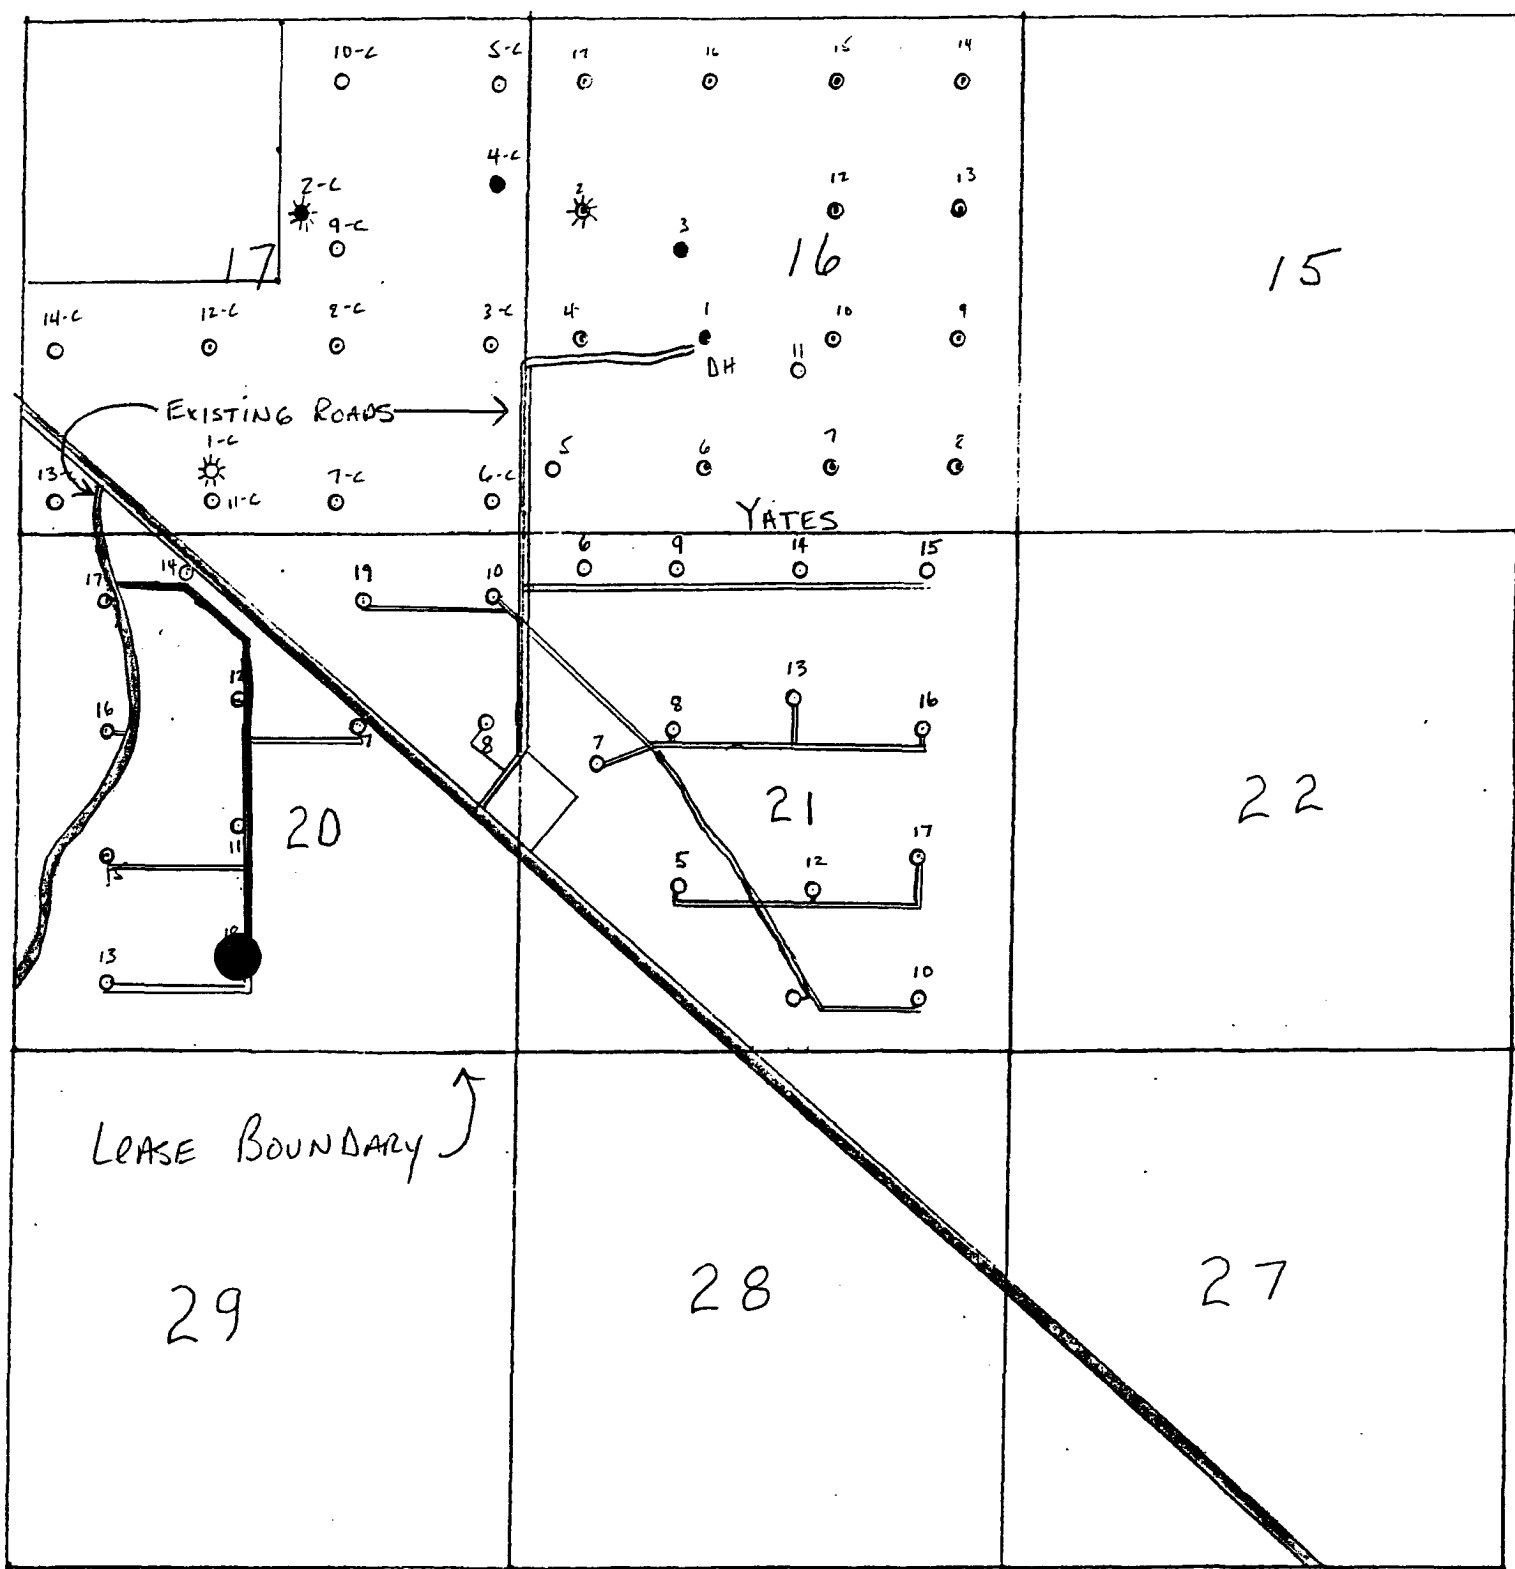 10-C 5-C 17 16 15 14
4-C
2-C 2 12 13
9-C 3
17 16 15
14-C 12-C 8-C 3-C 4 1 10 9
DH 11
EXISTING ROADS
1-C 5 6 7 8
13-C 11-C 7-C 6-C
YATES
17 14 19 10 6 9 14 15
16 12 7 8 7 8 13 16
20 21 22
15 11 5 12 17
13 18 10
LEASE BOUNDARY
29 28 27